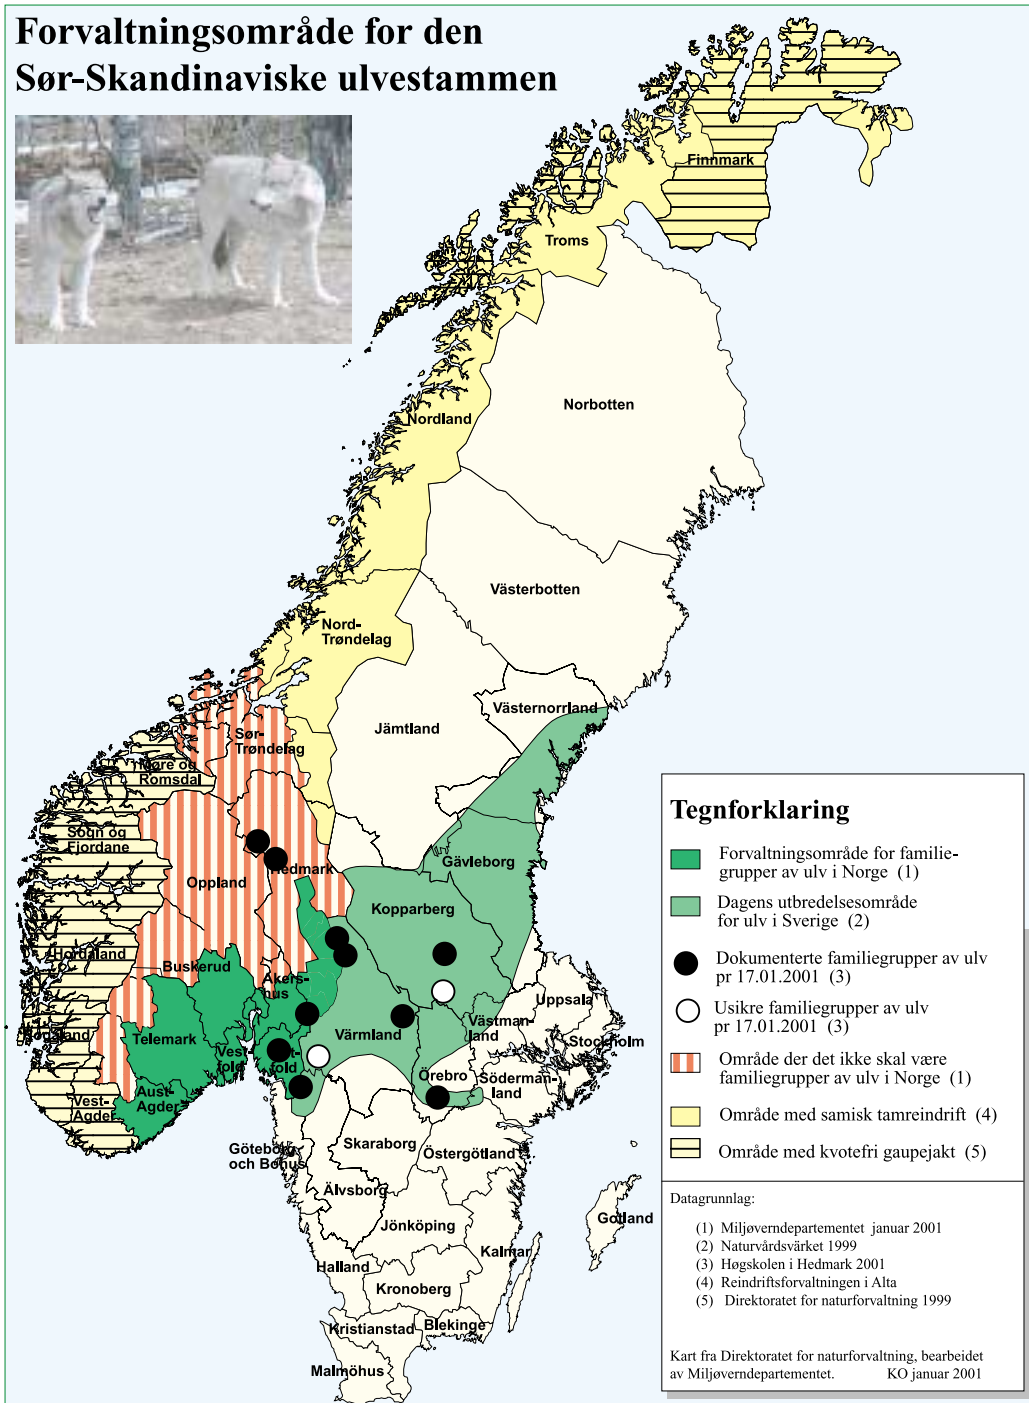 Forvaltningsområde for den
Sør-Skandinaviske ulvestammen
Finnmark
Troms
Nordland
Norbotten
Västerbotten
Nord-
Trøndelag
Västernorrland
Jämtland
Sør-
Trøndelag
Møre og
Romsdal
Sogn og
Fjordane
Oppland
Hedmark
Gävleborg
Kopparberg
Hordaland
Buskerud
Akers-
hus
Uppsala
Telemark
Värmland
Västman-
land
Stockholm
Rogaland
Vest-
fold
Øst-
fold
Örebro
Söderman-
land
Aust-
Agder
Vest-
Agder
Göteborg
och Bohus
Skaraborg
Östergötland
Älvsborg
Jönköping
Gotland
Kalmar
Halland
Kronoberg
Kristianstad
Blekinge
Malmöhus
Tegnforklaring
Forvaltningsområde for familie-
grupper av ulv i Norge (1)
Dagens utbredelsesområde
for ulv i Sverige (2)
Dokumenterte familiegrupper av ulv
pr 17.01.2001 (3)
Usikre familiegrupper av ulv
pr 17.01.2001 (3)
Område der det ikke skal være
familiegrupper av ulv i Norge (1)
Område med samisk tamreindrift (4)
Område med kvotefri gaupejakt (5)
Datagrunnlag:
(1) Miljøverndepartementet januar 2001
(2) Naturvårdsvärket 1999
(3) Høgskolen i Hedmark 2001
(4) Reindriftsforvaltningen i Alta
(5) Direktoratet for naturforvaltning 1999
Kart fra Direktoratet for naturforvaltning, bearbeidet
av Miljøverndepartementet. KO januar 2001